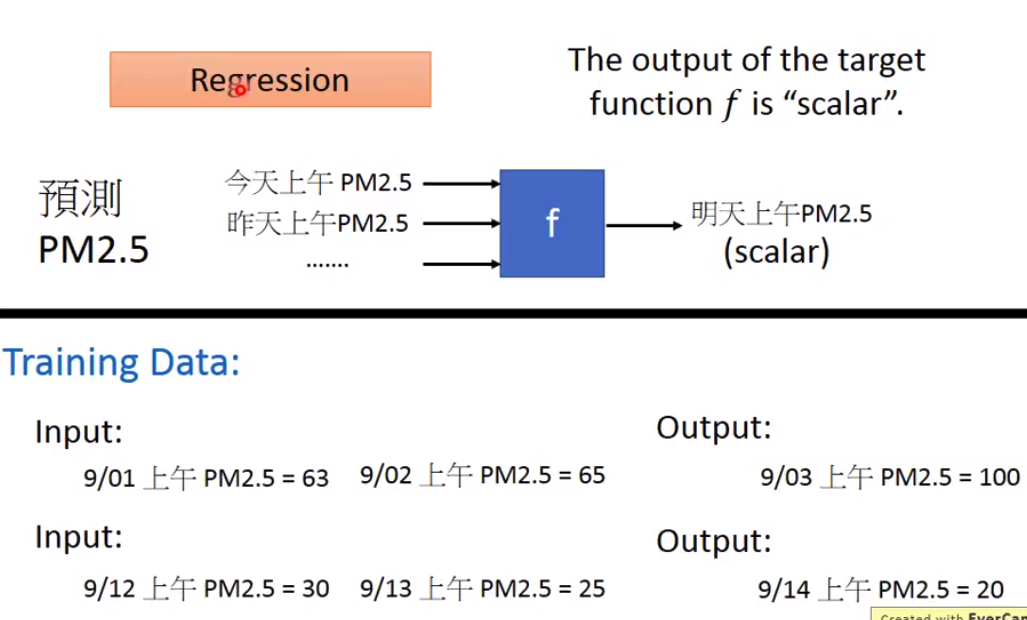 Regression
The output of the target
function f is “scalar”.
預測
PM2.5
今天上午 PM2.5
昨天上午PM2.5
.......
f
明天上午PM2.5
(scalar)
Training Data:
Input:
9/01 上午 PM2.5 = 63 9/02 上午 PM2.5 = 65
Output:
9/03 上午 PM2.5 = 100
Input:
9/12 上午 PM2.5 = 30 9/13 上午 PM2.5 = 25
Output:
9/14 上午 PM2.5 = 20
Created with